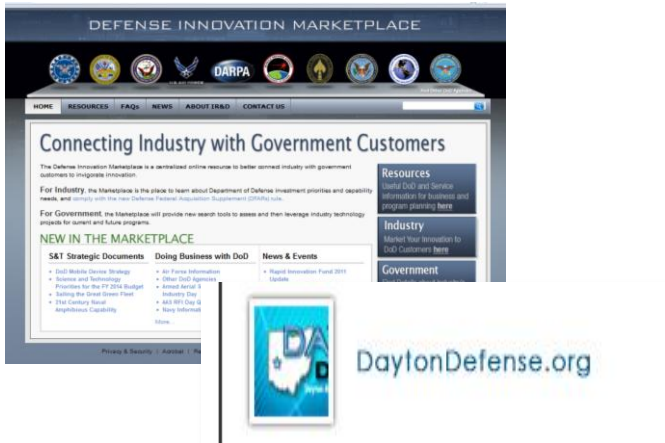 DEFENSE INNOVATION MARKETPLACE
DARPA
HOME RESOURCES FAQs NEWS ABOUT IR&D CONTACT US
Connecting Industry with Government Customers
The Defense Innovation Marketplace is a centralized online resource to better connect industry with government
customers to invigorate innovation.
For Industry, the Marketplace is the place to learn about Department of Defense investment priorities and capability
needs, and comply with the new Defense Federal Acquisition Supplement (DFARs) rule.
For Government, the Marketplace will provide new search tools to assess and then leverage industry technology
projects for current and future programs.
NEW IN THE MARKETPLACE
S&T Strategic Documents
DoD Mobile Device Strategy
Science and Technology
Priorities for the FY 2014 Budget
Sailing the Great Green Fleet
21st Century Naval
Amphibious Capability
Doing Business with DoD
Air Force Information
Other DoD Agencies
Armed Aerial S
Industry Day
AAS RFI Day Q
Navy Informati
More...
News & Events
Rapid Innovation Fund 2011
Update
Resources
Useful DoD and Service
information for business and
program planning here
Industry
Market Your Innovation to
DoD Customers here
Government
Privacy & Security | Acrobat |
DA
D
DaytonDefense.org